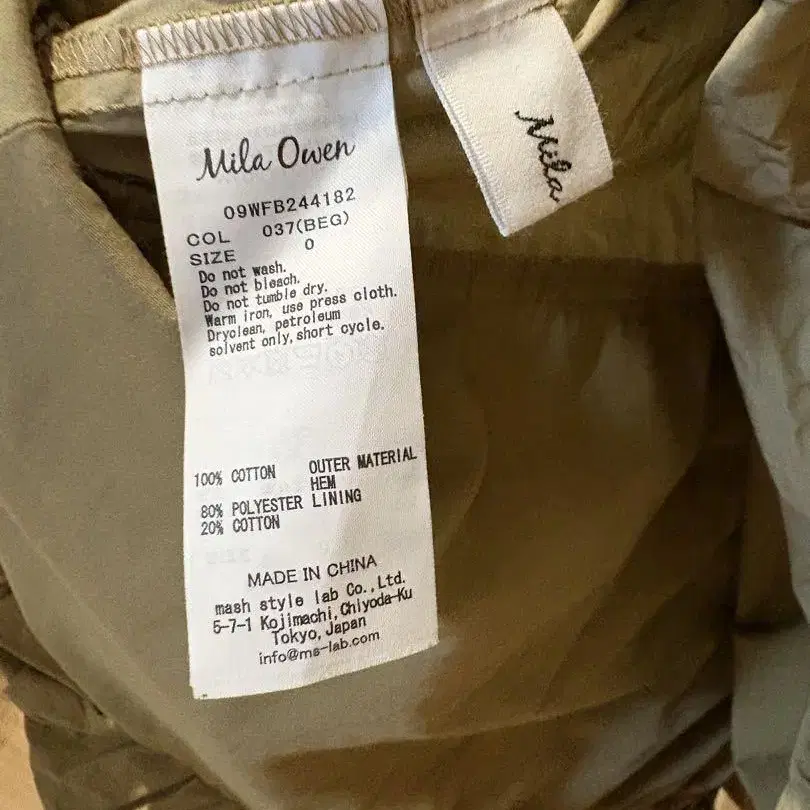 Mila Owen
09WFB244182
COL 037(BEG)
SIZE 0
Do not wash.
Do not bleach.
Do not tumble dry.
Warm iron, use press cloth.
Dryclean, petroleum
solvent only, short cycle.
100% COTTON OUTER MATERIAL
HEM
80% POLYESTER LINING
20% COTTON
MADE IN CHINA
mash style lab Co., Ltd.
5-7-1 Kojimachi, Chiyoda-Ku
Tokyo, Japan
info@ms-lab.com
Mila